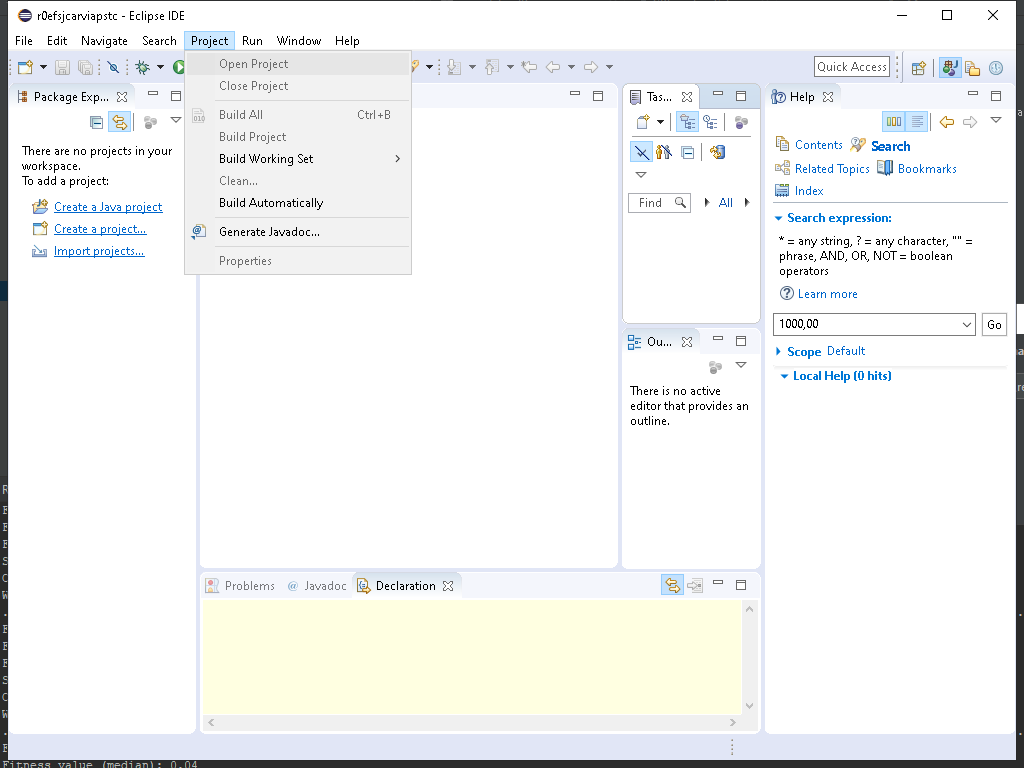 r0efsjcarviapstc - Eclipse IDE
File Edit Navigate Search Project Run Window Help
Quick Access
Open Project
Close Project
Build All Ctrl+B
Build Project
Build Working Set
Clean...
Build Automatically
Generate Javadoc...
Properties
Package Exp...
There are no projects in your
workspace.
To add a project:
Create a Java project
Create a project...
Import projects...
Tas...
Find
All
Ou...
There is no active
editor that provides an
outline.
Help
Contents Search
Related Topics Bookmarks
Index
Search expression:
* = any string, ? = any character, "" =
phrase, AND, OR, NOT = boolean
operators
Learn more
1000,00 Go
Scope Default
Local Help (0 hits)
Problems @ Javadoc Declaration
Fitness value (median): 0.04